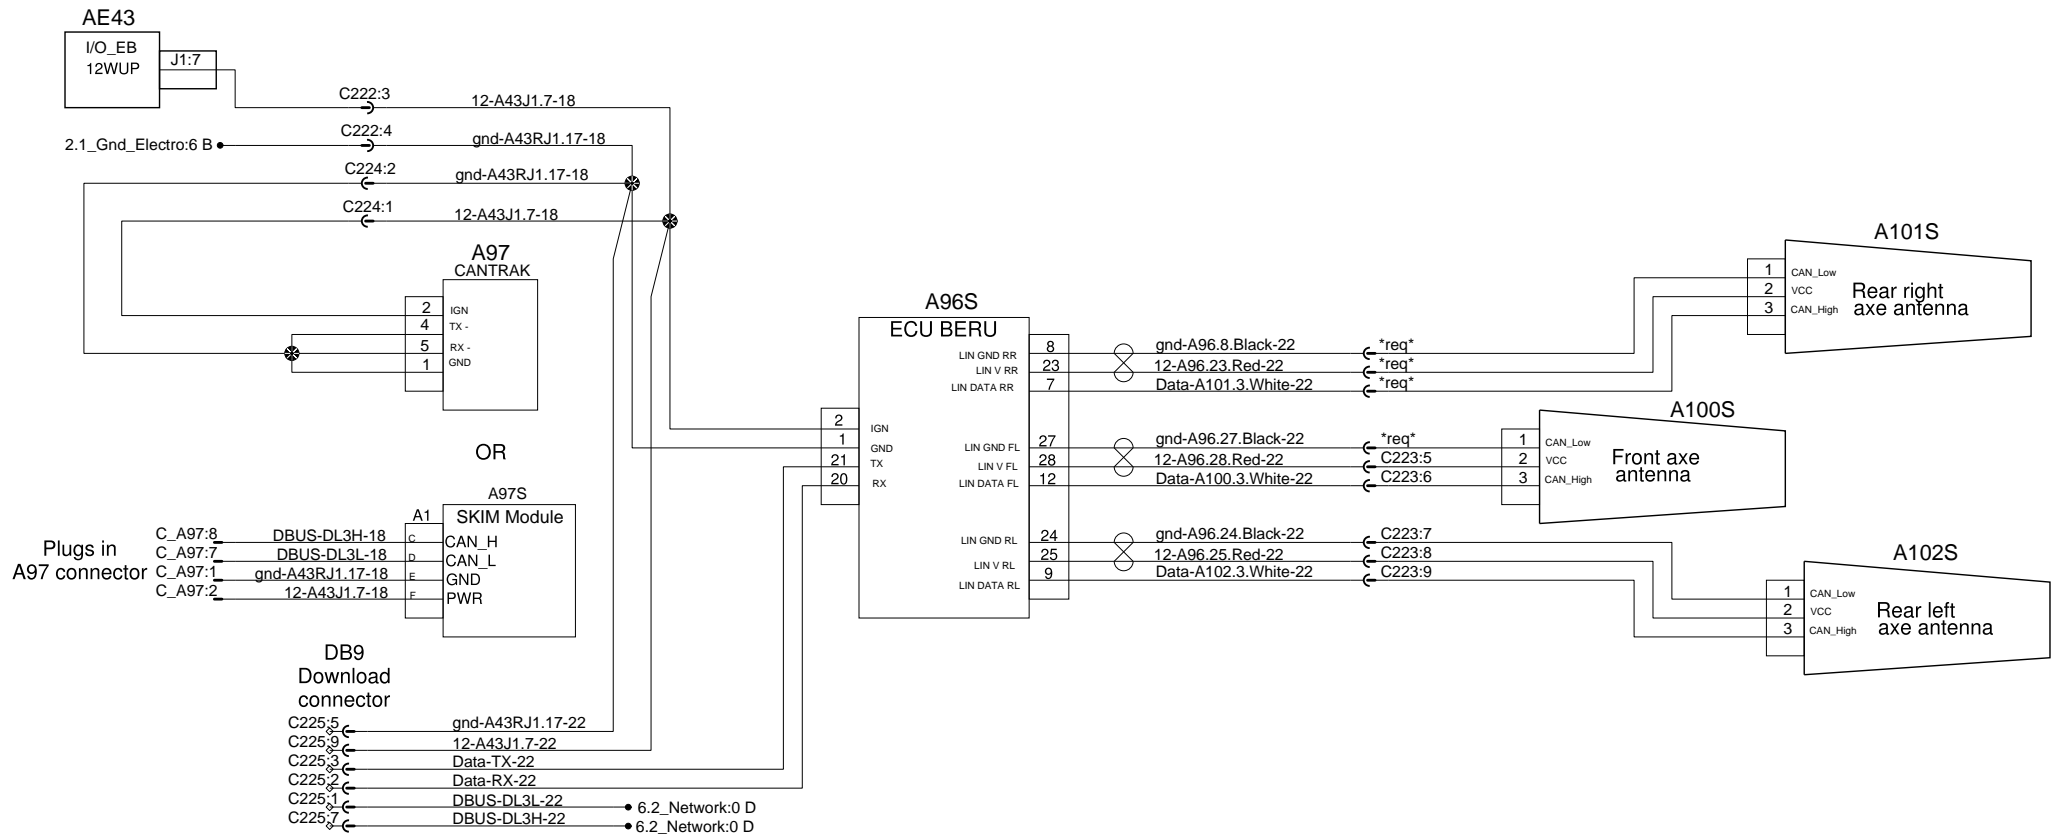 AE43
I/O_EB
12WUP
J1:7
C222:3
12-A43J1.7-18
2.1_Gnd_Electro:6 B
C222:4
gnd-A43RJ1.17-18
C224:2
gnd-A43RJ1.17-18
C224:1
12-A43J1.7-18
A97
CANTRAK
2 IGN
4 TX -
5 RX -
1 GND
OR
A97S
A1
SKIM Module
Plugs in
A97 connector
C_A97:8 DBUS-DL3H-18 C CAN_H
C_A97:7 DBUS-DL3L-18 D CAN_L
C_A97:1 gnd-A43RJ1.17-18 E GND
C_A97:2 12-A43J1.7-18 F PWR
DB9
Download
connector
C225:5 gnd-A43RJ1.17-22
C225:9 12-A43J1.7-22
C225:3 Data-TX-22
C225:2 Data-RX-22
C225:1 DBUS-DL3L-22 6.2_Network:0 D
C225:7 DBUS-DL3H-22 6.2_Network:0 D
A96S
ECU BERU
2 IGN
1 GND
21 TX
20 RX
LIN GND RR 8 gnd-A96.8.Black-22 *req*
LIN V RR 23 12-A96.23.Red-22 *req*
LIN DATA RR 7 Data-A101.3.White-22 *req*
LIN GND FL 27 gnd-A96.27.Black-22 *req*
LIN V FL 28 12-A96.28.Red-22 C223:5
LIN DATA FL 12 Data-A100.3.White-22 C223:6
LIN GND RL 24 gnd-A96.24.Black-22 C223:7
LIN V RL 25 12-A96.25.Red-22 C223:8
LIN DATA RL 9 Data-A102.3.White-22 C223:9
A101S
1 CAN_Low
2 VCC
3 CAN_High
Rear right
axe antenna
A100S
1 CAN_Low
2 VCC
3 CAN_High
Front axe
antenna
A102S
1 CAN_Low
2 VCC
3 CAN_High
Rear left
axe antenna